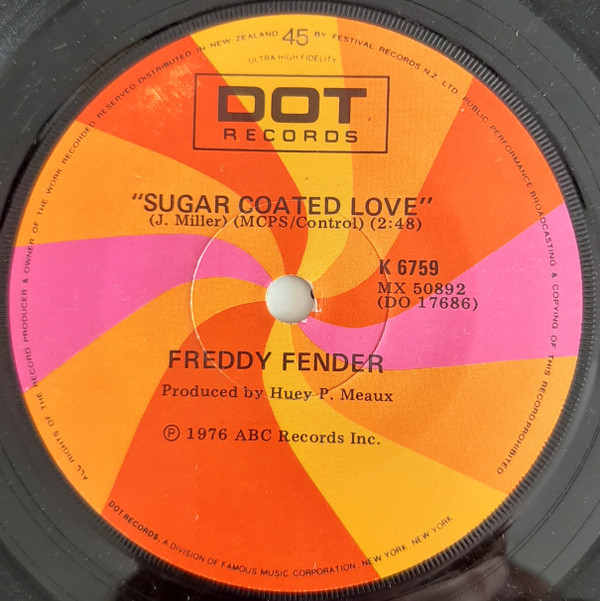 45
ULTRA HIGH FIDELITY
DOT
RECORDS
"SUGAR COATED LOVE"
(J. Miller) (MCPS/Control) (2:48)
K 6759
MX 50892
(DO 17686)
FREDDY FENDER
Produced by Huey P. Meaux
℗ 1976 ABC Records Inc.
ALL RIGHTS OF THE RECORD PRODUCER & OWNER OF THE WORK RECORDED RESERVED. DISTRIBUTED IN NEW ZEALAND BY FESTIVAL RECORDS N.Z. LTD. PUBLIC PERFORMANCE BROADCASTING & COPYING OF THIS RECORD PROHIBITED
DOT RECORDS, A DIVISION OF FAMOUS MUSIC CORPORATION, NEW YORK, NEW YORK